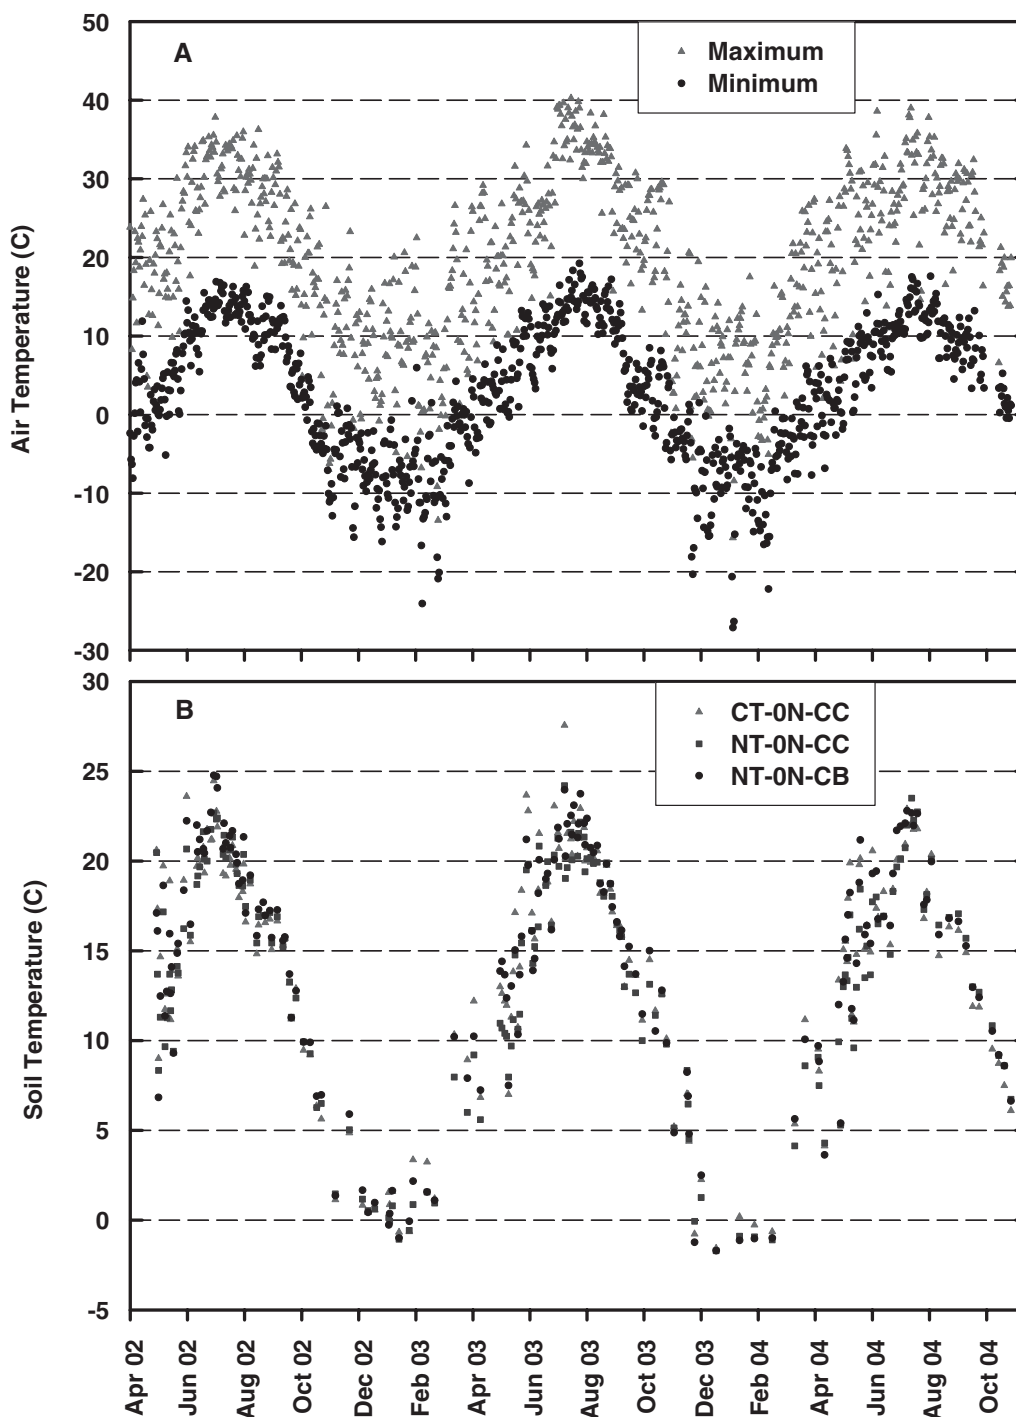 50
40
30
20
10
0
-10
-20
-30
Air Temperature (C)
A
Maximum
Minimum
30
25
20
15
10
5
0
-5
Soil Temperature (C)
B
CT-0N-CC
NT-0N-CC
NT-0N-CB
Apr 02
Jun 02
Aug 02
Oct 02
Dec 02
Feb 03
Apr 03
Jun 03
Aug 03
Oct 03
Dec 03
Feb 04
Apr 04
Jun 04
Aug 04
Oct 04